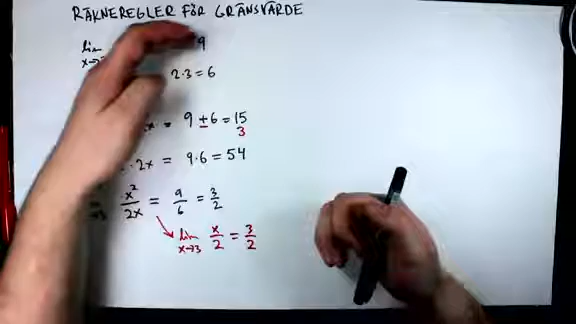 RÄKNEREGLER FÖR GRÄNSVÄRDE
lim 9
x→
2·3 = 6
x = 9 ± 6 = 15
3
· 2x = 9·6 = 54
x²/2x = 9/6 = 3/2
lim x→3 x/2 = 3/2